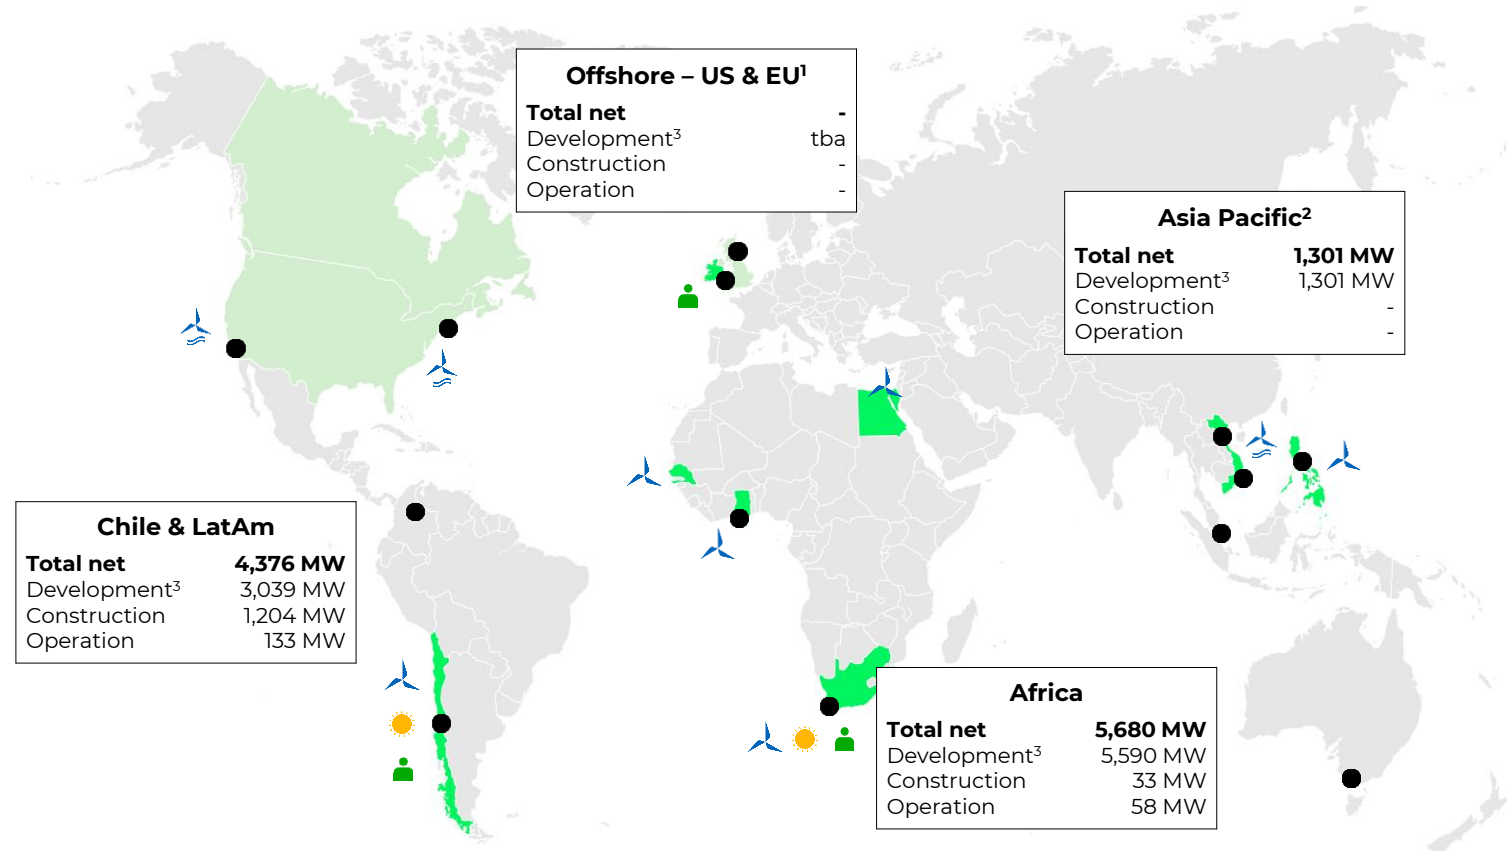 Offshore – US & EU¹
Total net -
Development³ tba
Construction -
Operation -
Asia Pacific²
Total net 1,301 MW
Development³ 1,301 MW
Construction -
Operation -
Chile & LatAm
Total net 4,376 MW
Development³ 3,039 MW
Construction 1,204 MW
Operation 133 MW
Africa
Total net 5,680 MW
Development³ 5,590 MW
Construction 33 MW
Operation 58 MW